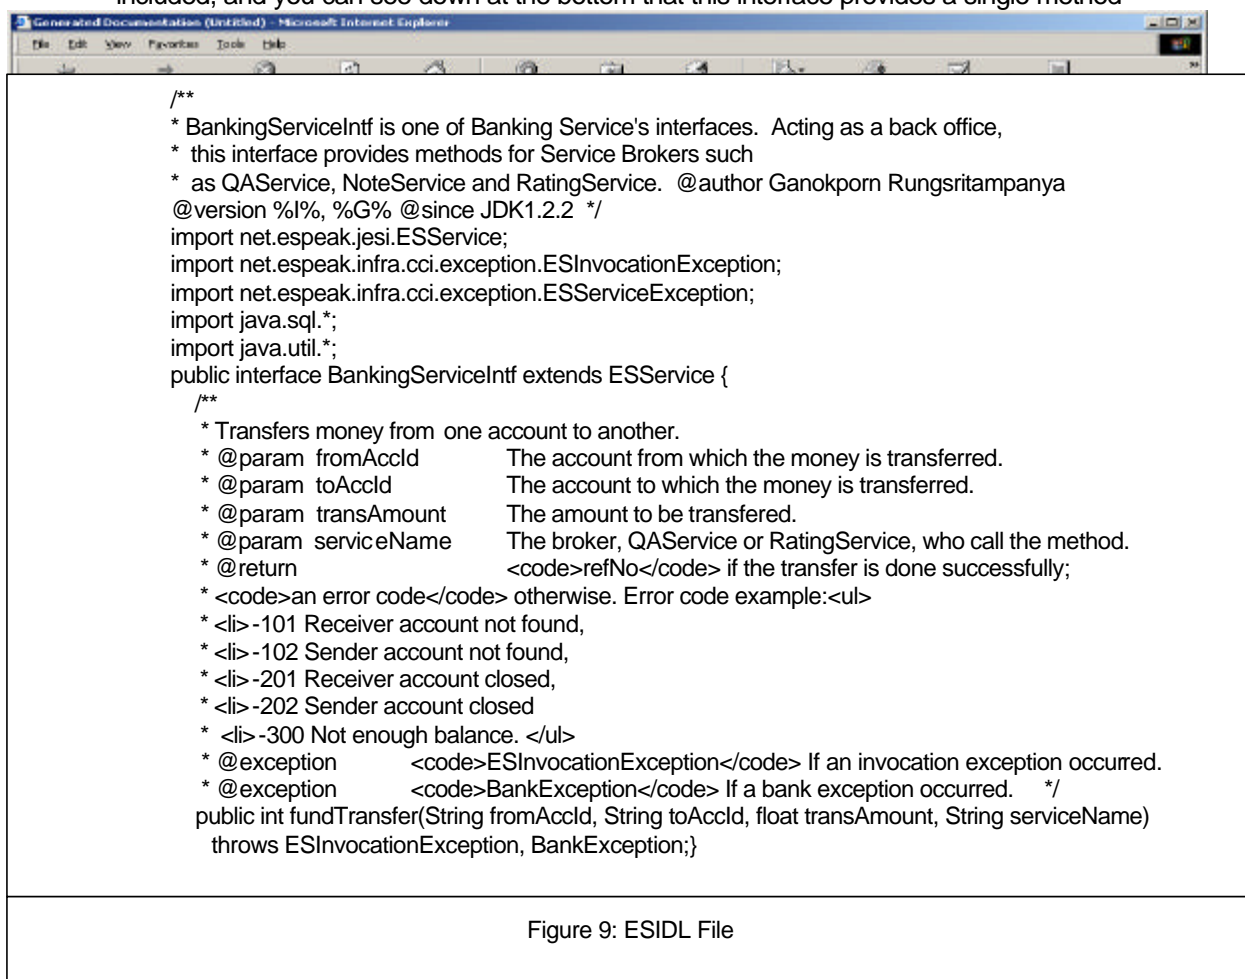 included, and you can see down at the bottom that this interface provides a single method
Generated Documentation (Untitled) - Microsoft Internet Explorer
File Edit View Favorites Tools Help
/**
* BankingServiceIntf is one of Banking Service's interfaces. Acting as a back office,
* this interface provides methods for Service Brokers such
* as QAService, NoteService and RatingService. @author Ganokporn Rungsritampanya
@version %I%, %G% @since JDK1.2.2 */
import net.espeak.jesi.ESService;
import net.espeak.infra.cci.exception.ESInvocationException;
import net.espeak.infra.cci.exception.ESServiceException;
import java.sql.*;
import java.util.*;
public interface BankingServiceIntf extends ESService {
/**
* Transfers money from one account to another.
* @param fromAccId The account from which the money is transferred.
* @param toAccId The account to which the money is transferred.
* @param transAmount The amount to be transfered.
* @param serviceName The broker, QAService or RatingService, who call the method.
* @return <code>refNo</code> if the transfer is done successfully;
* <code>an error code</code> otherwise. Error code example:<ul>
* <li>-101 Receiver account not found,
* <li>-102 Sender account not found,
* <li>-201 Receiver account closed,
* <li>-202 Sender account closed
* <li>-300 Not enough balance. </ul>
* @exception <code>ESInvocationException</code> If an invocation exception occurred.
* @exception <code>BankException</code> If a bank exception occurred. */
public int fundTransfer(String fromAccId, String toAccId, float transAmount, String serviceName)
throws ESInvocationException, BankException;}
Figure 9: ESIDL File